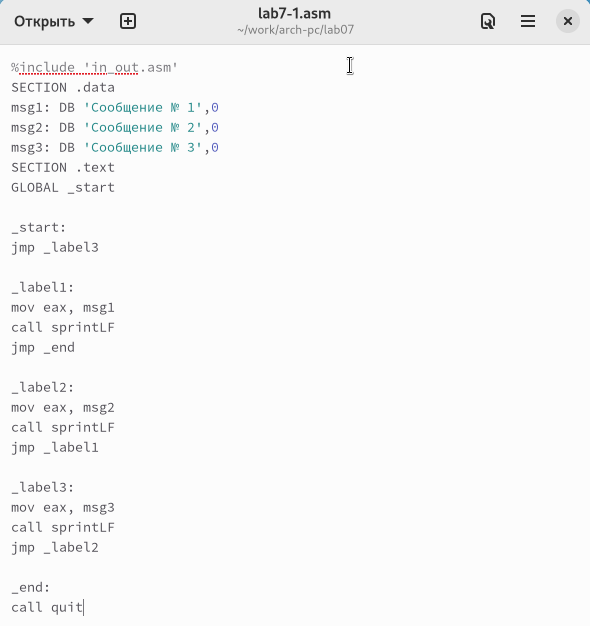 Открыть
lab7-1.asm
~/work/arch-pc/lab07
%include 'in_out.asm'
SECTION .data
msg1: DB 'Сообщение № 1',0
msg2: DB 'Сообщение № 2',0
msg3: DB 'Сообщение № 3',0
SECTION .text
GLOBAL _start
_start:
jmp _label3
_label1:
mov eax, msg1
call sprintLF
jmp _end
_label2:
mov eax, msg2
call sprintLF
jmp _label1
_label3:
mov eax, msg3
call sprintLF
jmp _label2
_end:
call quit